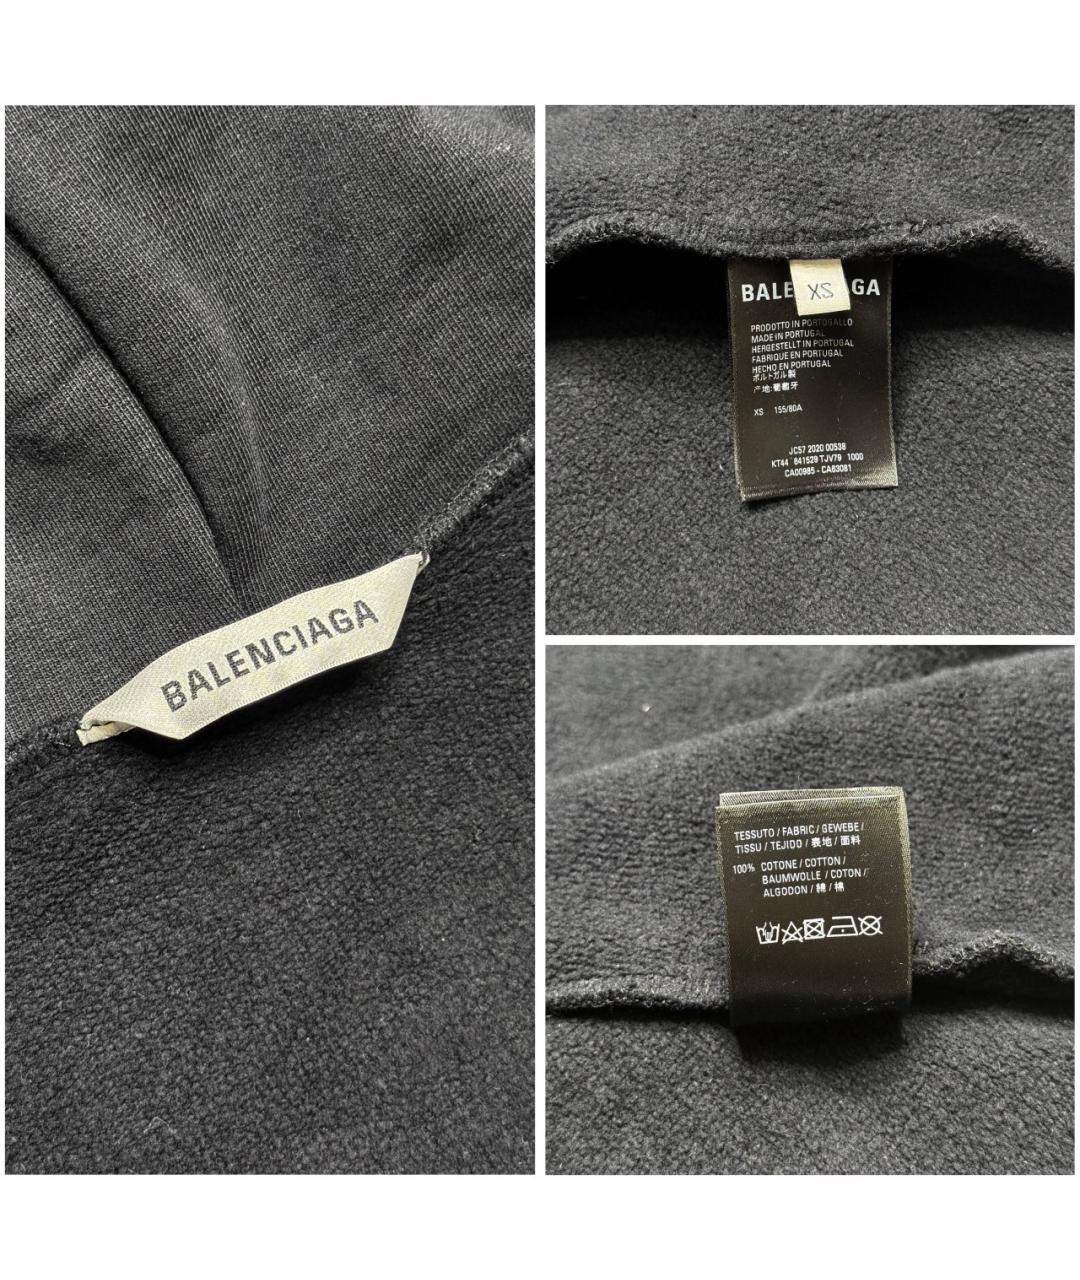 BALENCIAGA
BALE
GA
XS
PRODOTTO IN PORTOGALLO
MADE IN PORTUGAL
HERGESTELLT IN PORTUGAL
FABRIQUE EN PORTUGAL
HECHO EN PORTUGAL
ポルトガル製
产地:葡萄牙
XS 155/80A
JC57 2020 00538
KT44 641529 TJV79 1000
CA00985 - CA63081
TESSUTO / FABRIC / GEWEBE /
TISSU / TEJIDO / 表地 / 面料
100% COTONE / COTTON /
BAUMWOLLE / COTON /
ALGODON / 綿 / 棉